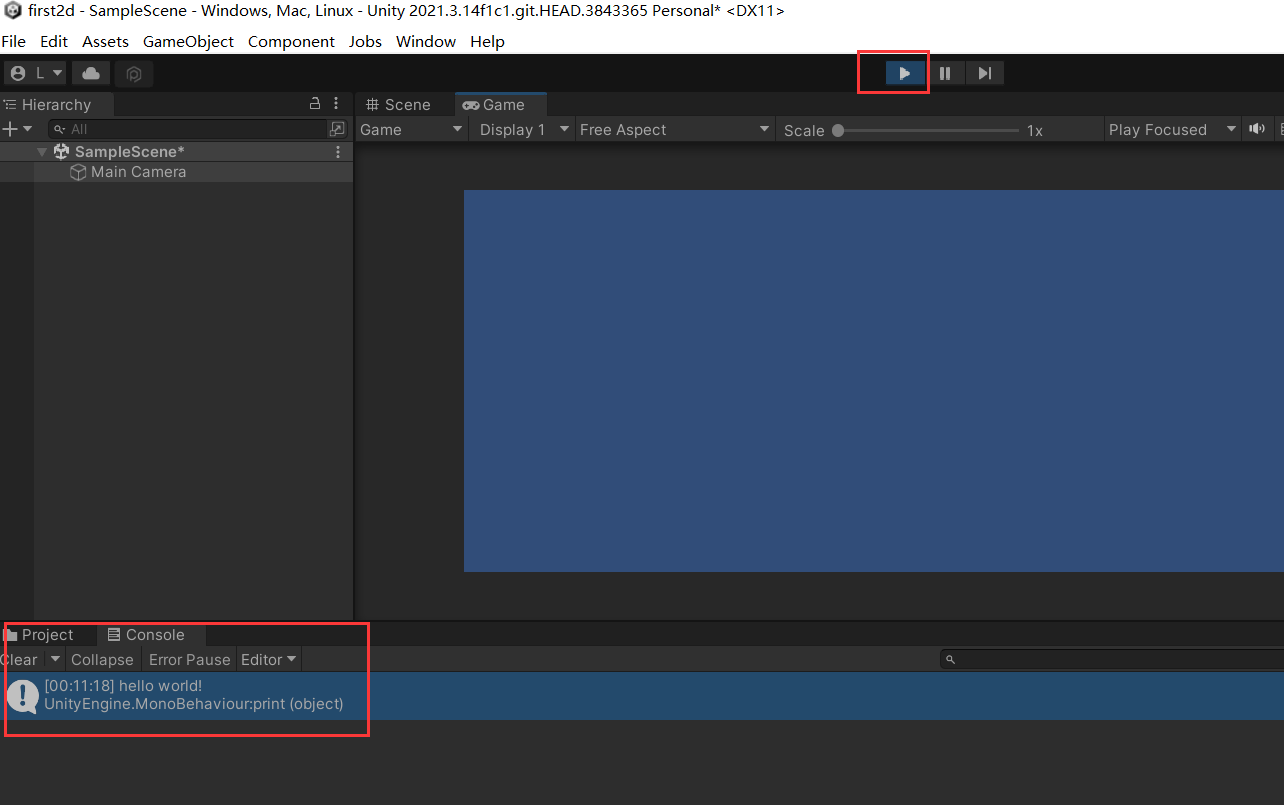 first2d - SampleScene - Windows, Mac, Linux - Unity 2021.3.14f1c1.git.HEAD.3843365 Personal* <DX11>
File Edit Assets GameObject Component Jobs Window Help
L
Hierarchy
Scene Game
All
Game Display 1 Free Aspect Scale 1x Play Focused
SampleScene*
Main Camera
Project Console
Clear Collapse Error Pause Editor
[00:11:18] hello world!
UnityEngine.MonoBehaviour:print (object)